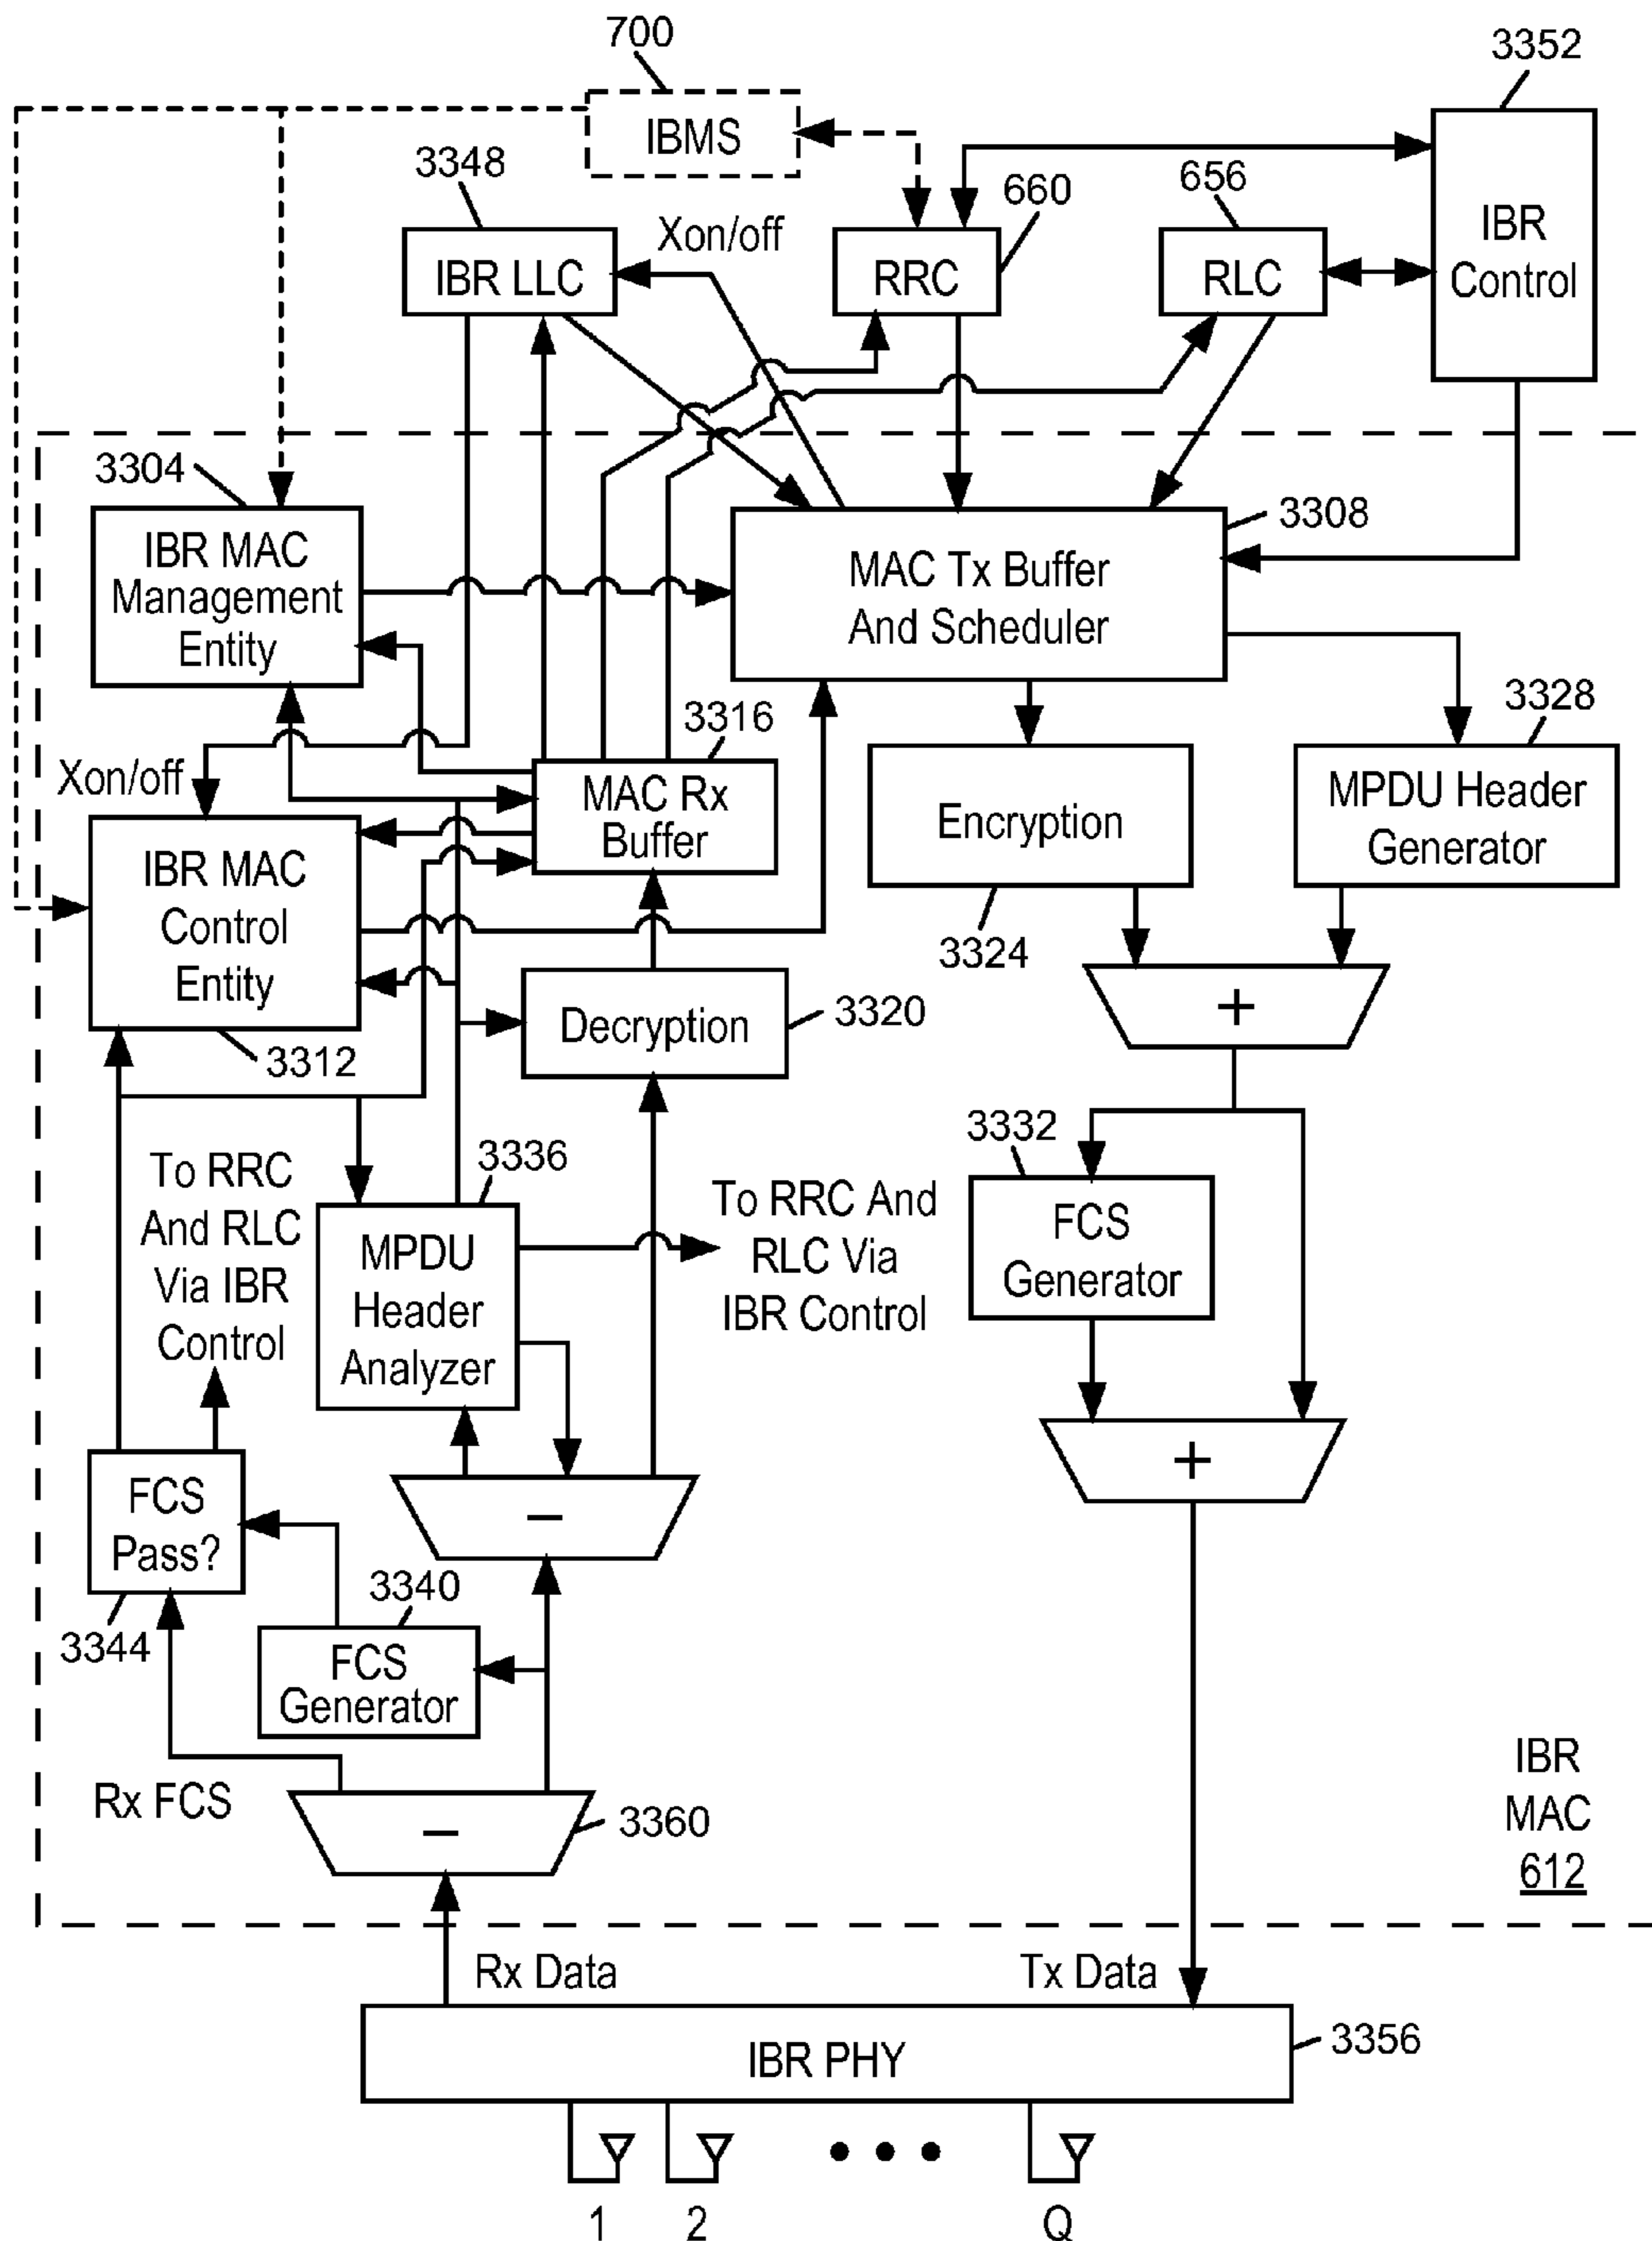 700
3352
IBMS
3348
660
656
Xon/off
IBR LLC
RRC
RLC
IBR
Control
3304
3308
IBR MAC
Management
Entity
MAC Tx Buffer
And Scheduler
3316
3328
Xon/off
MAC Rx
Buffer
Encryption
MPDU Header
Generator
IBR MAC
Control
Entity
3324
+
Decryption
3320
3312
3332
To RRC
And RLC
Via IBR
Control
3336
To RRC And
RLC Via
IBR Control
MPDU
Header
Analyzer
FCS
Generator
FCS
Pass?
–
+
3340
3344
FCS
Generator
Rx FCS
–
3360
IBR
MAC
612
Rx Data
Tx Data
IBR PHY
3356
1
2
Q